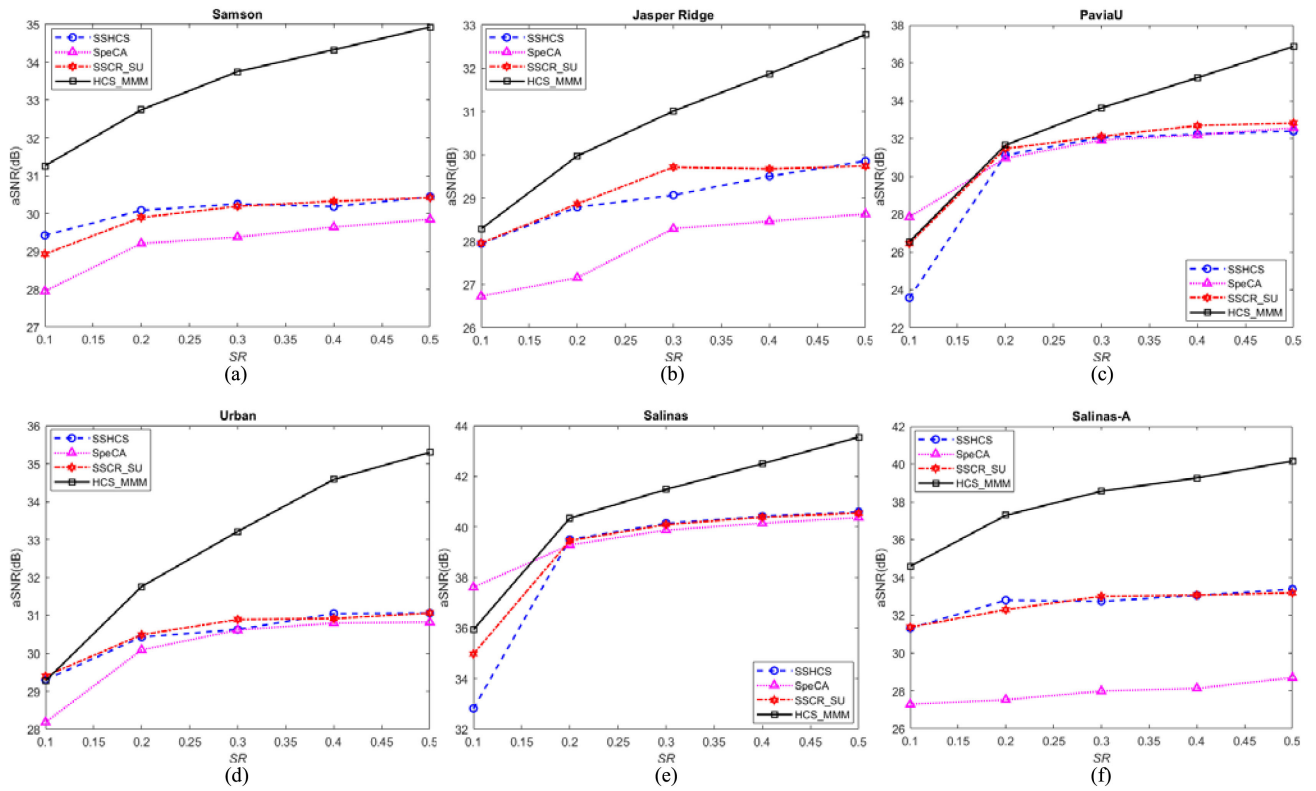 Samson
35
34
33
32
31
30
29
28
27
aSNR(dB)
SSHCS
SpeCA
SSCR_SU
HCS_MMM
0.1 0.15 0.2 0.25 0.3 0.35 0.4 0.45 0.5
SR
(a)
Jasper Ridge
33
32
31
30
29
28
27
26
aSNR(dB)
SSHCS
SpeCA
SSCR_SU
HCS_MMM
0.1 0.15 0.2 0.25 0.3 0.35 0.4 0.45 0.5
SR
(b)
PaviaU
38
36
34
32
30
28
26
24
22
aSNR(dB)
SSHCS
SpeCA
SSCR_SU
HCS_MMM
0.1 0.15 0.2 0.25 0.3 0.35 0.4 0.45 0.5
SR
(c)
Urban
36
35
34
33
32
31
30
29
28
aSNR(dB)
SSHCS
SpeCA
SSCR_SU
HCS_MMM
0.1 0.15 0.2 0.25 0.3 0.35 0.4 0.45 0.5
SR
(d)
Salinas
44
42
40
38
36
34
32
aSNR(dB)
SSHCS
SpeCA
SSCR_SU
HCS_MMM
0.1 0.15 0.2 0.25 0.3 0.35 0.4 0.45 0.5
SR
(e)
Salinas-A
42
40
38
36
34
32
30
28
26
aSNR(dB)
SSHCS
SpeCA
SSCR_SU
HCS_MMM
0.1 0.15 0.2 0.25 0.3 0.35 0.4 0.45 0.5
SR
(f)